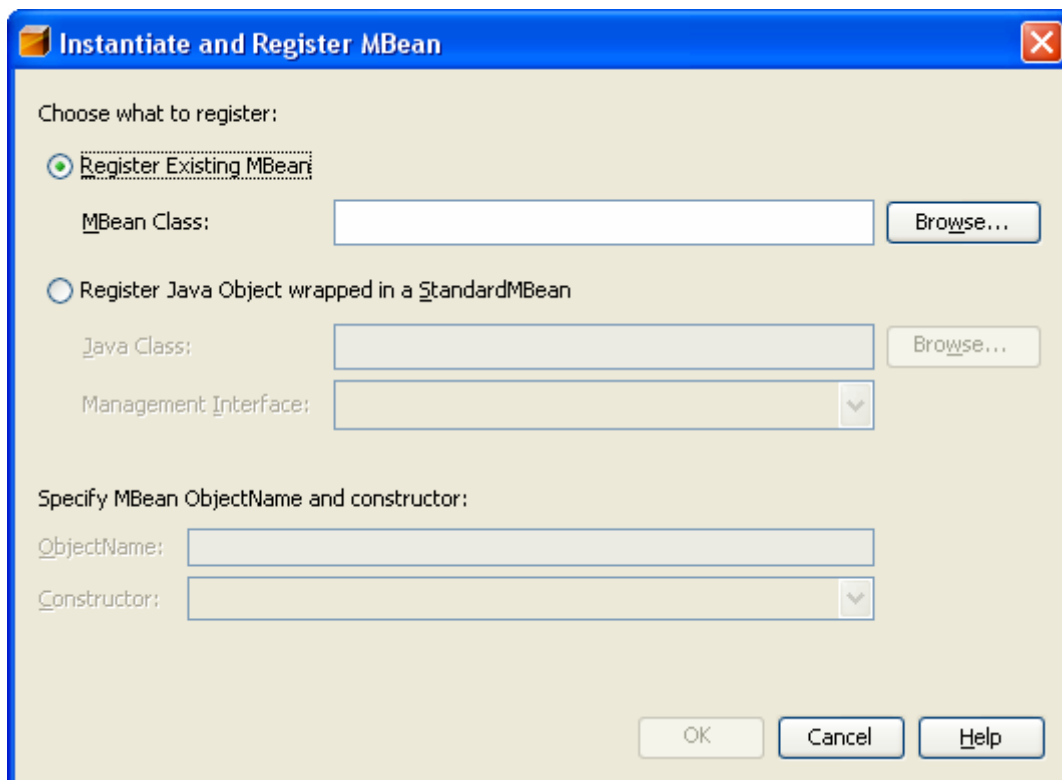 Instantiate and Register MBean
Choose what to register:
Register Existing MBean
MBean Class: Browse...
Register Java Object wrapped in a StandardMBean
Java Class: Browse...
Management Interface:
Specify MBean ObjectName and constructor:
ObjectName:
Constructor:
OK Cancel Help